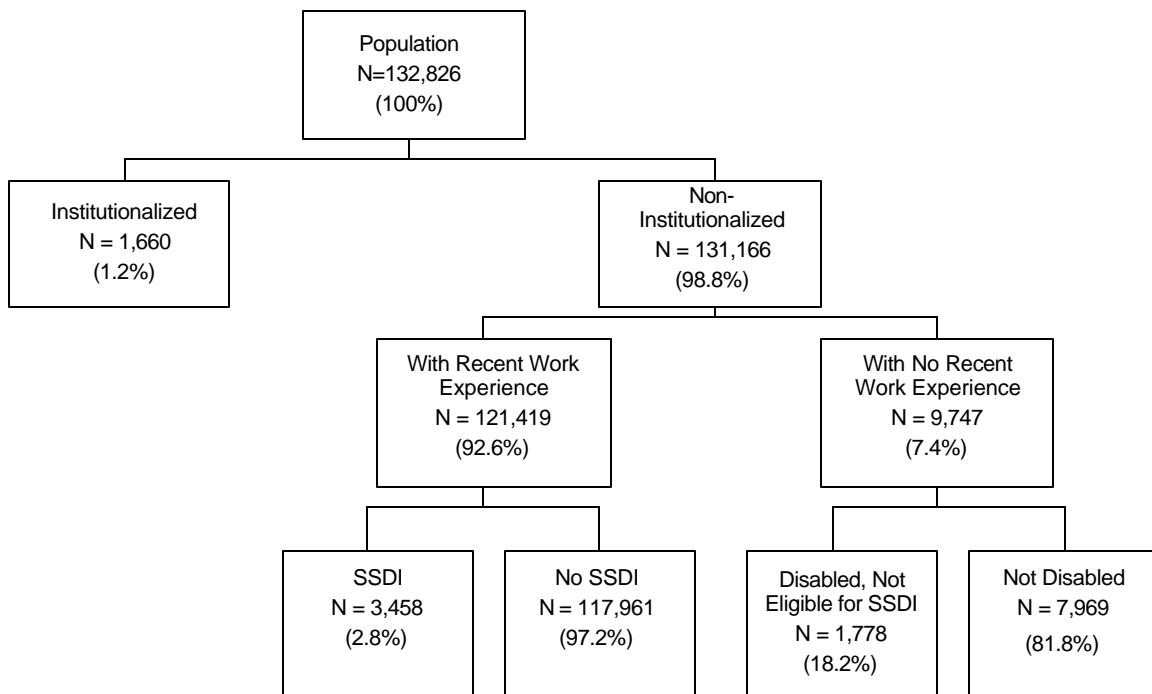 Population
N=132,826
(100%)
Institutionalized
N = 1,660
(1.2%)
Non-
Institutionalized
N = 131,166
(98.8%)
With Recent Work
Experience
N = 121,419
(92.6%)
With No Recent
Work Experience
N = 9,747
(7.4%)
SSDI
N = 3,458
(2.8%)
No SSDI
N = 117,961
(97.2%)
Disabled, Not
Eligible for SSDI
N = 1,778
(18.2%)
Not Disabled
N = 7,969
(81.8%)